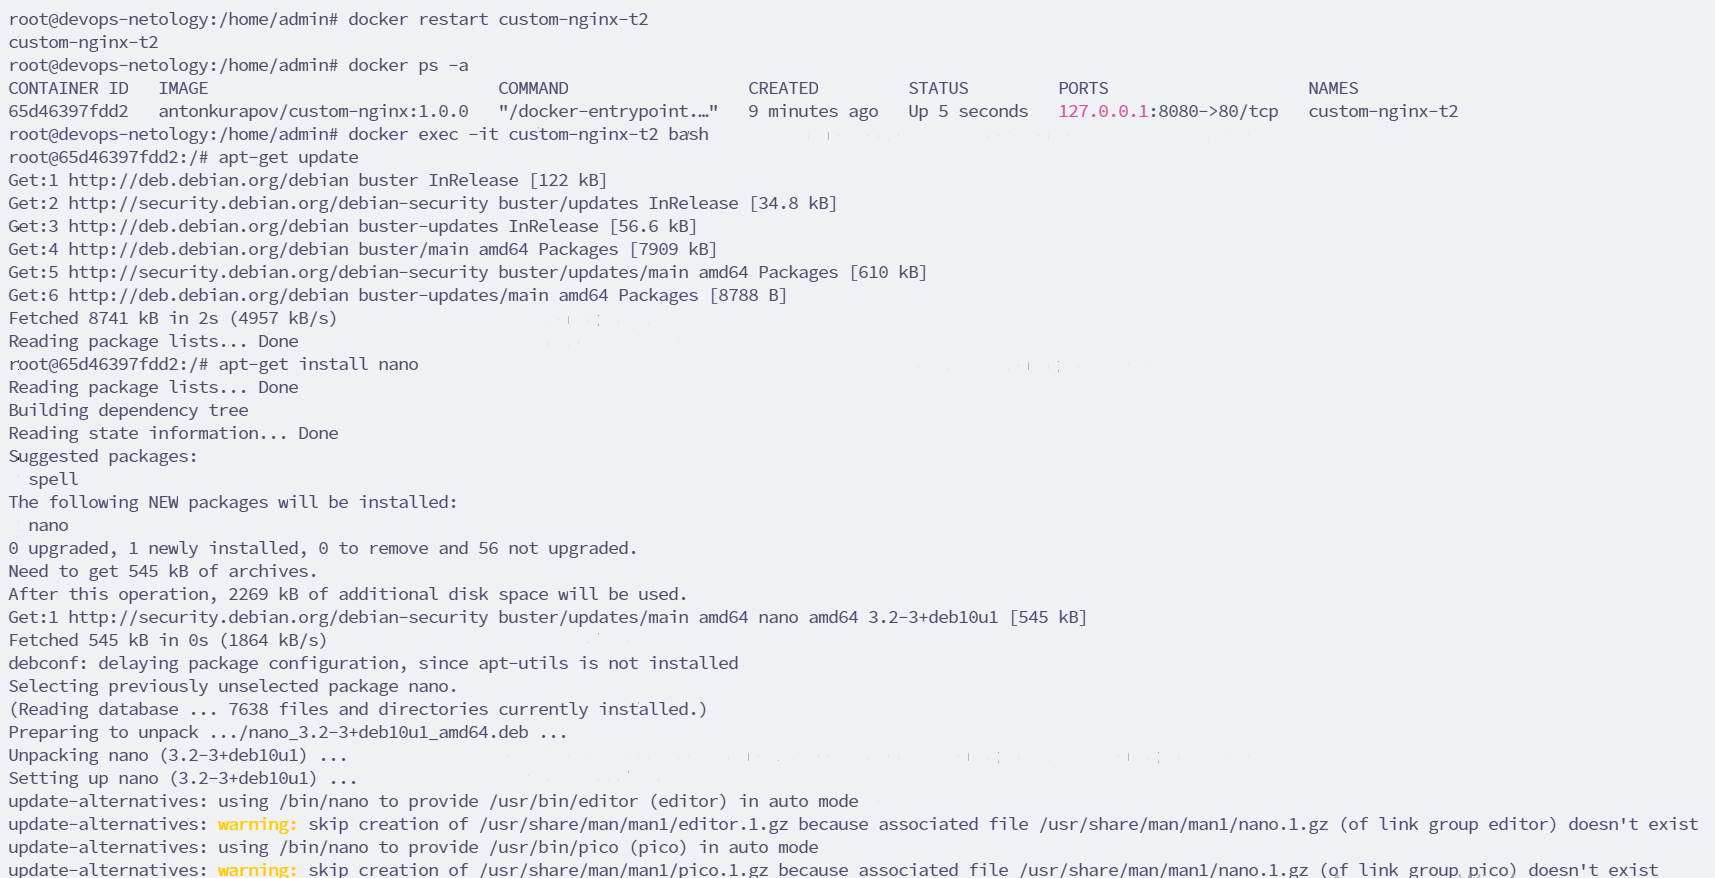 root@devops-netology:/home/admin# docker restart custom-nginx-t2
custom-nginx-t2
root@devops-netology:/home/admin# docker ps -a
CONTAINER ID   IMAGE                             COMMAND                  CREATED         STATUS         PORTS                    NAMES
65d46397fdd2   antonkurapov/custom-nginx:1.0.0   "/docker-entrypoint.…"   9 minutes ago   Up 5 seconds   127.0.0.1:8080->80/tcp   custom-nginx-t2
root@devops-netology:/home/admin# docker exec -it custom-nginx-t2 bash
root@65d46397fdd2:/# apt-get update
Get:1 http://deb.debian.org/debian buster InRelease [122 kB]
Get:2 http://security.debian.org/debian-security buster/updates InRelease [34.8 kB]
Get:3 http://deb.debian.org/debian buster-updates InRelease [56.6 kB]
Get:4 http://deb.debian.org/debian buster/main amd64 Packages [7909 kB]
Get:5 http://security.debian.org/debian-security buster/updates/main amd64 Packages [610 kB]
Get:6 http://deb.debian.org/debian buster-updates/main amd64 Packages [8788 B]
Fetched 8741 kB in 2s (4957 kB/s)
Reading package lists... Done
root@65d46397fdd2:/# apt-get install nano
Reading package lists... Done
Building dependency tree
Reading state information... Done
Suggested packages:
  spell
The following NEW packages will be installed:
  nano
0 upgraded, 1 newly installed, 0 to remove and 56 not upgraded.
Need to get 545 kB of archives.
After this operation, 2269 kB of additional disk space will be used.
Get:1 http://security.debian.org/debian-security buster/updates/main amd64 nano amd64 3.2-3+deb10u1 [545 kB]
Fetched 545 kB in 0s (1864 kB/s)
debconf: delaying package configuration, since apt-utils is not installed
Selecting previously unselected package nano.
(Reading database ... 7638 files and directories currently installed.)
Preparing to unpack .../nano_3.2-3+deb10u1_amd64.deb ...
Unpacking nano (3.2-3+deb10u1) ...
Setting up nano (3.2-3+deb10u1) ...
update-alternatives: using /bin/nano to provide /usr/bin/editor (editor) in auto mode
update-alternatives: warning: skip creation of /usr/share/man/man1/editor.1.gz because associated file /usr/share/man/man1/nano.1.gz (of link group editor) doesn't exist
update-alternatives: using /bin/nano to provide /usr/bin/pico (pico) in auto mode
update-alternatives: warning: skip creation of /usr/share/man/man1/pico.1.gz because associated file /usr/share/man/man1/nano.1.gz (of link group pico) doesn't exist